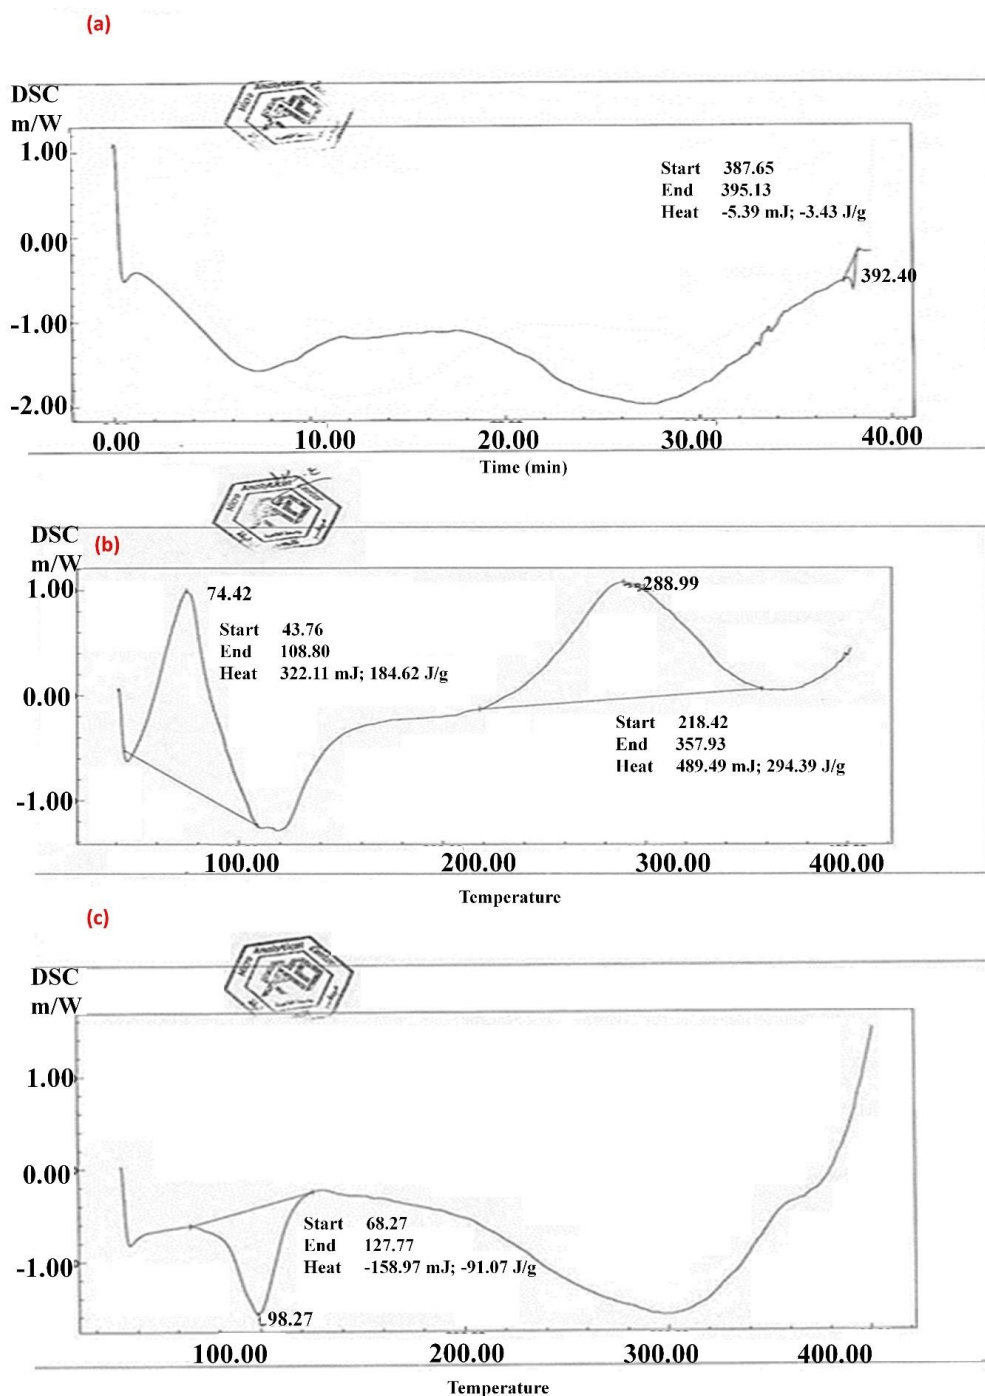 (a)
DSC
m/W
1.00
0.00
-1.00
-2.00
Start 387.65
End 395.13
Heat -5.39 mJ; -3.43 J/g
392.40
0.00 10.00 20.00 30.00 40.00
Time (min)
Micro Analytical Center
DSC
m/W
(b)
1.00
0.00
-1.00
74.42
Start 43.76
End 108.80
Heat 322.11 mJ; 184.62 J/g
288.99
Start 218.42
End 357.93
Heat 489.49 mJ; 294.39 J/g
100.00 200.00 300.00 400.00
Temperature
(c)
Micro Analytical
DSC
m/W
1.00
0.00
-1.00
Start 68.27
End 127.77
Heat -158.97 mJ; -91.07 J/g
98.27
100.00 200.00 300.00 400.00
Temperature